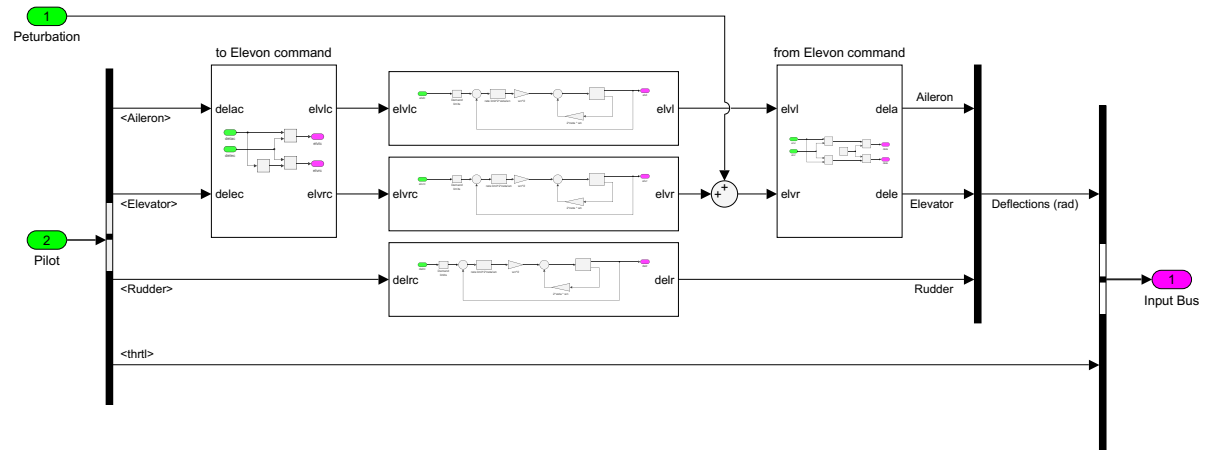 1
Peturbation
to Elevon command
from Elevon command
delac
elvlc
elvlc
elvl
elvl
dela
Aileron
<Aileron>
delec
elvrc
elvrc
elvr
+
+
elvr
dele
<Elevator>
Elevator
Deflections (rad)
2
Pilot
delrc
delr
<Rudder>
Rudder
1
Input Bus
<thrtl>